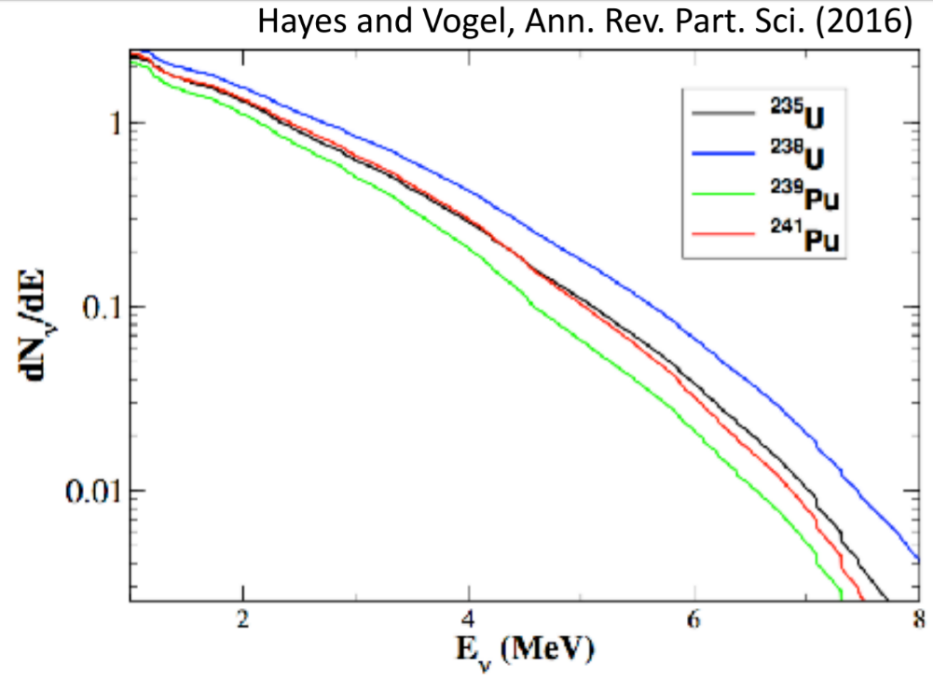 Hayes and Vogel, Ann. Rev. Part. Sci. (2016)
1
0.1
0.01
dNν/dE
235U
238U
239Pu
241Pu
2 4 6 8
Eν (MeV)